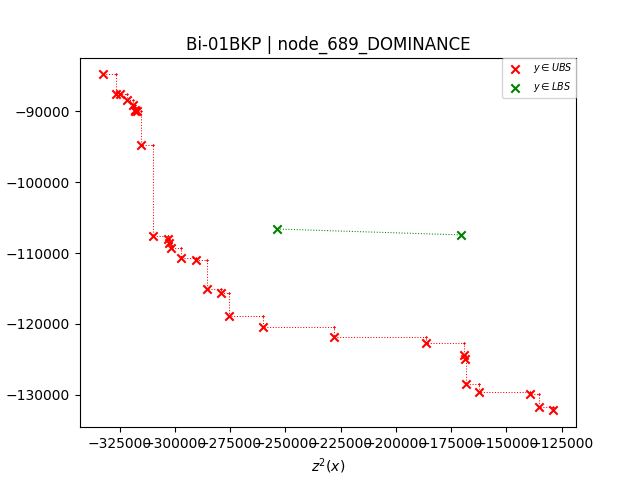 Bi-01BKP | node_689_DOMINANCE
y ∈ UBS
y ∈ LBS
−90000
−100000
−110000
−120000
−130000
−325000 −300000 −275000 −250000 −225000 −200000 −175000 −150000 −125000
z²(x)